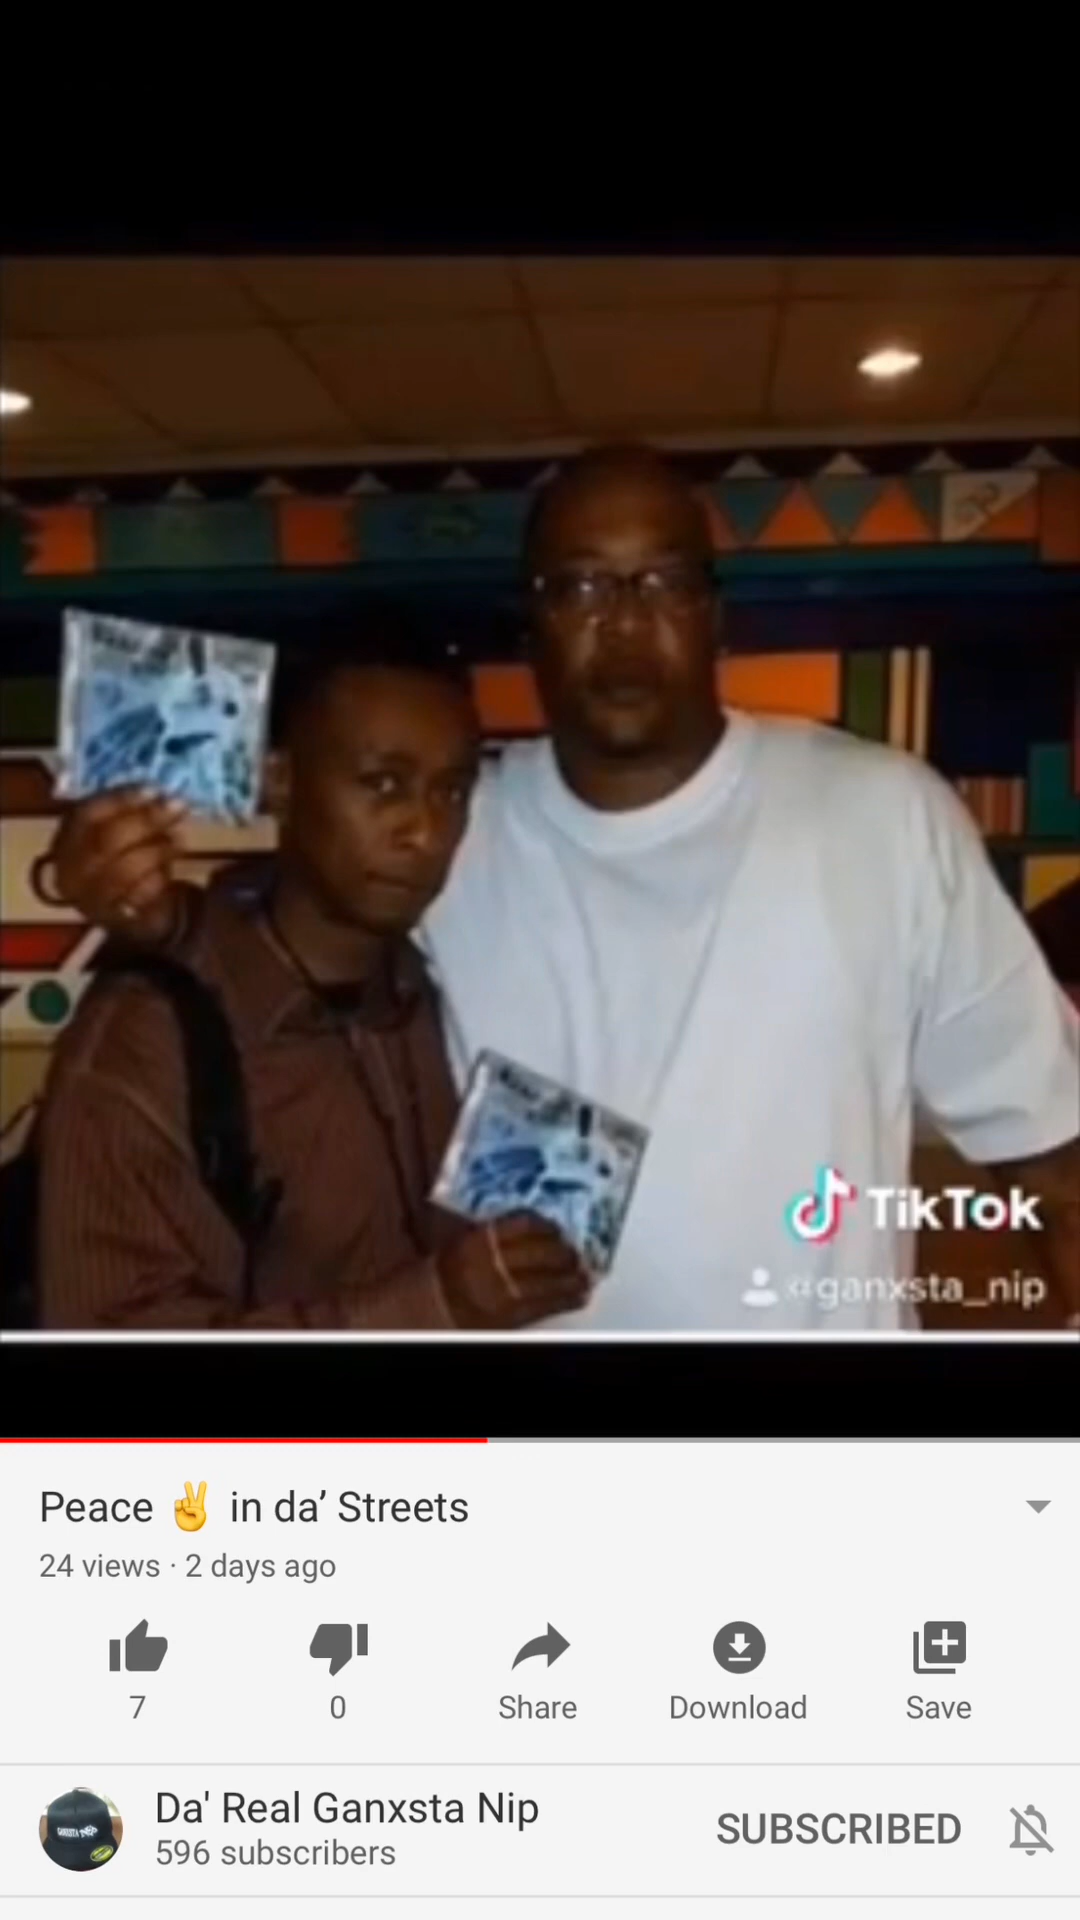 TikTok
@ganxsta_nip
Peace ✌️ in da’ Streets
24 views · 2 days ago
7
0
Share
Download
Save
Da' Real Ganxsta Nip
596 subscribers
SUBSCRIBED